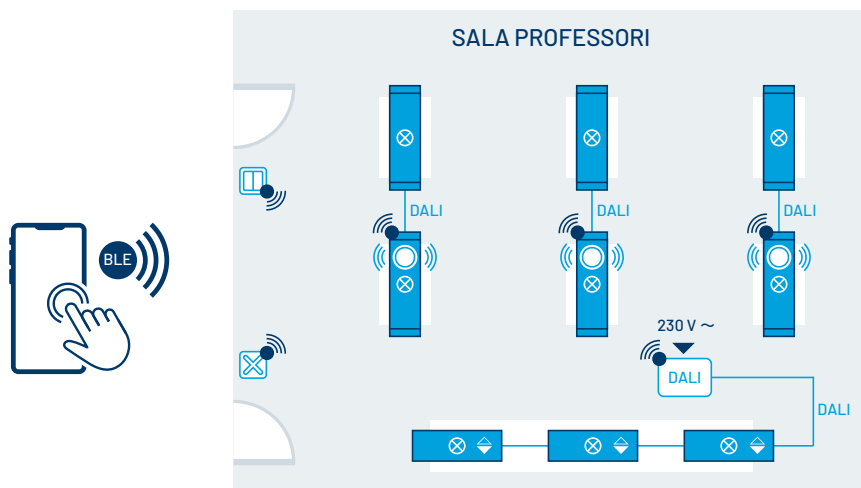 SALA PROFESSORI
DALI
DALI
DALI
BLE
230 V ~
DALI
DALI